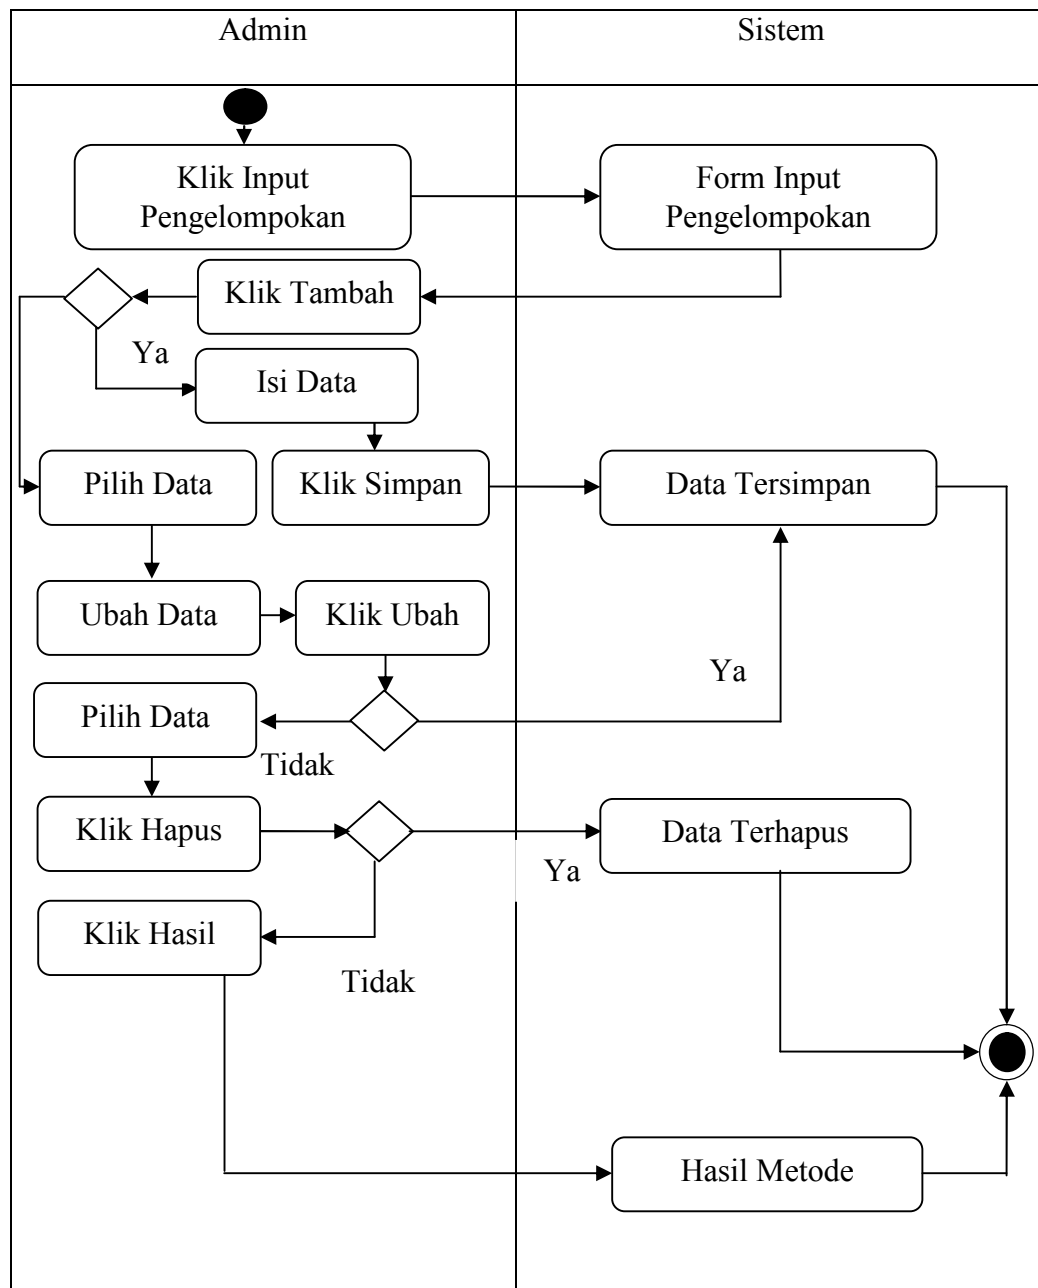 Admin
Sistem
Klik Input
Pengelompokan
Form Input
Pengelompokan
Klik Tambah
Ya
Isi Data
Pilih Data
Klik Simpan
Data Tersimpan
Ubah Data
Klik Ubah
Ya
Pilih Data
Tidak
Klik Hapus
Data Terhapus
Ya
Klik Hasil
Tidak
Hasil Metode